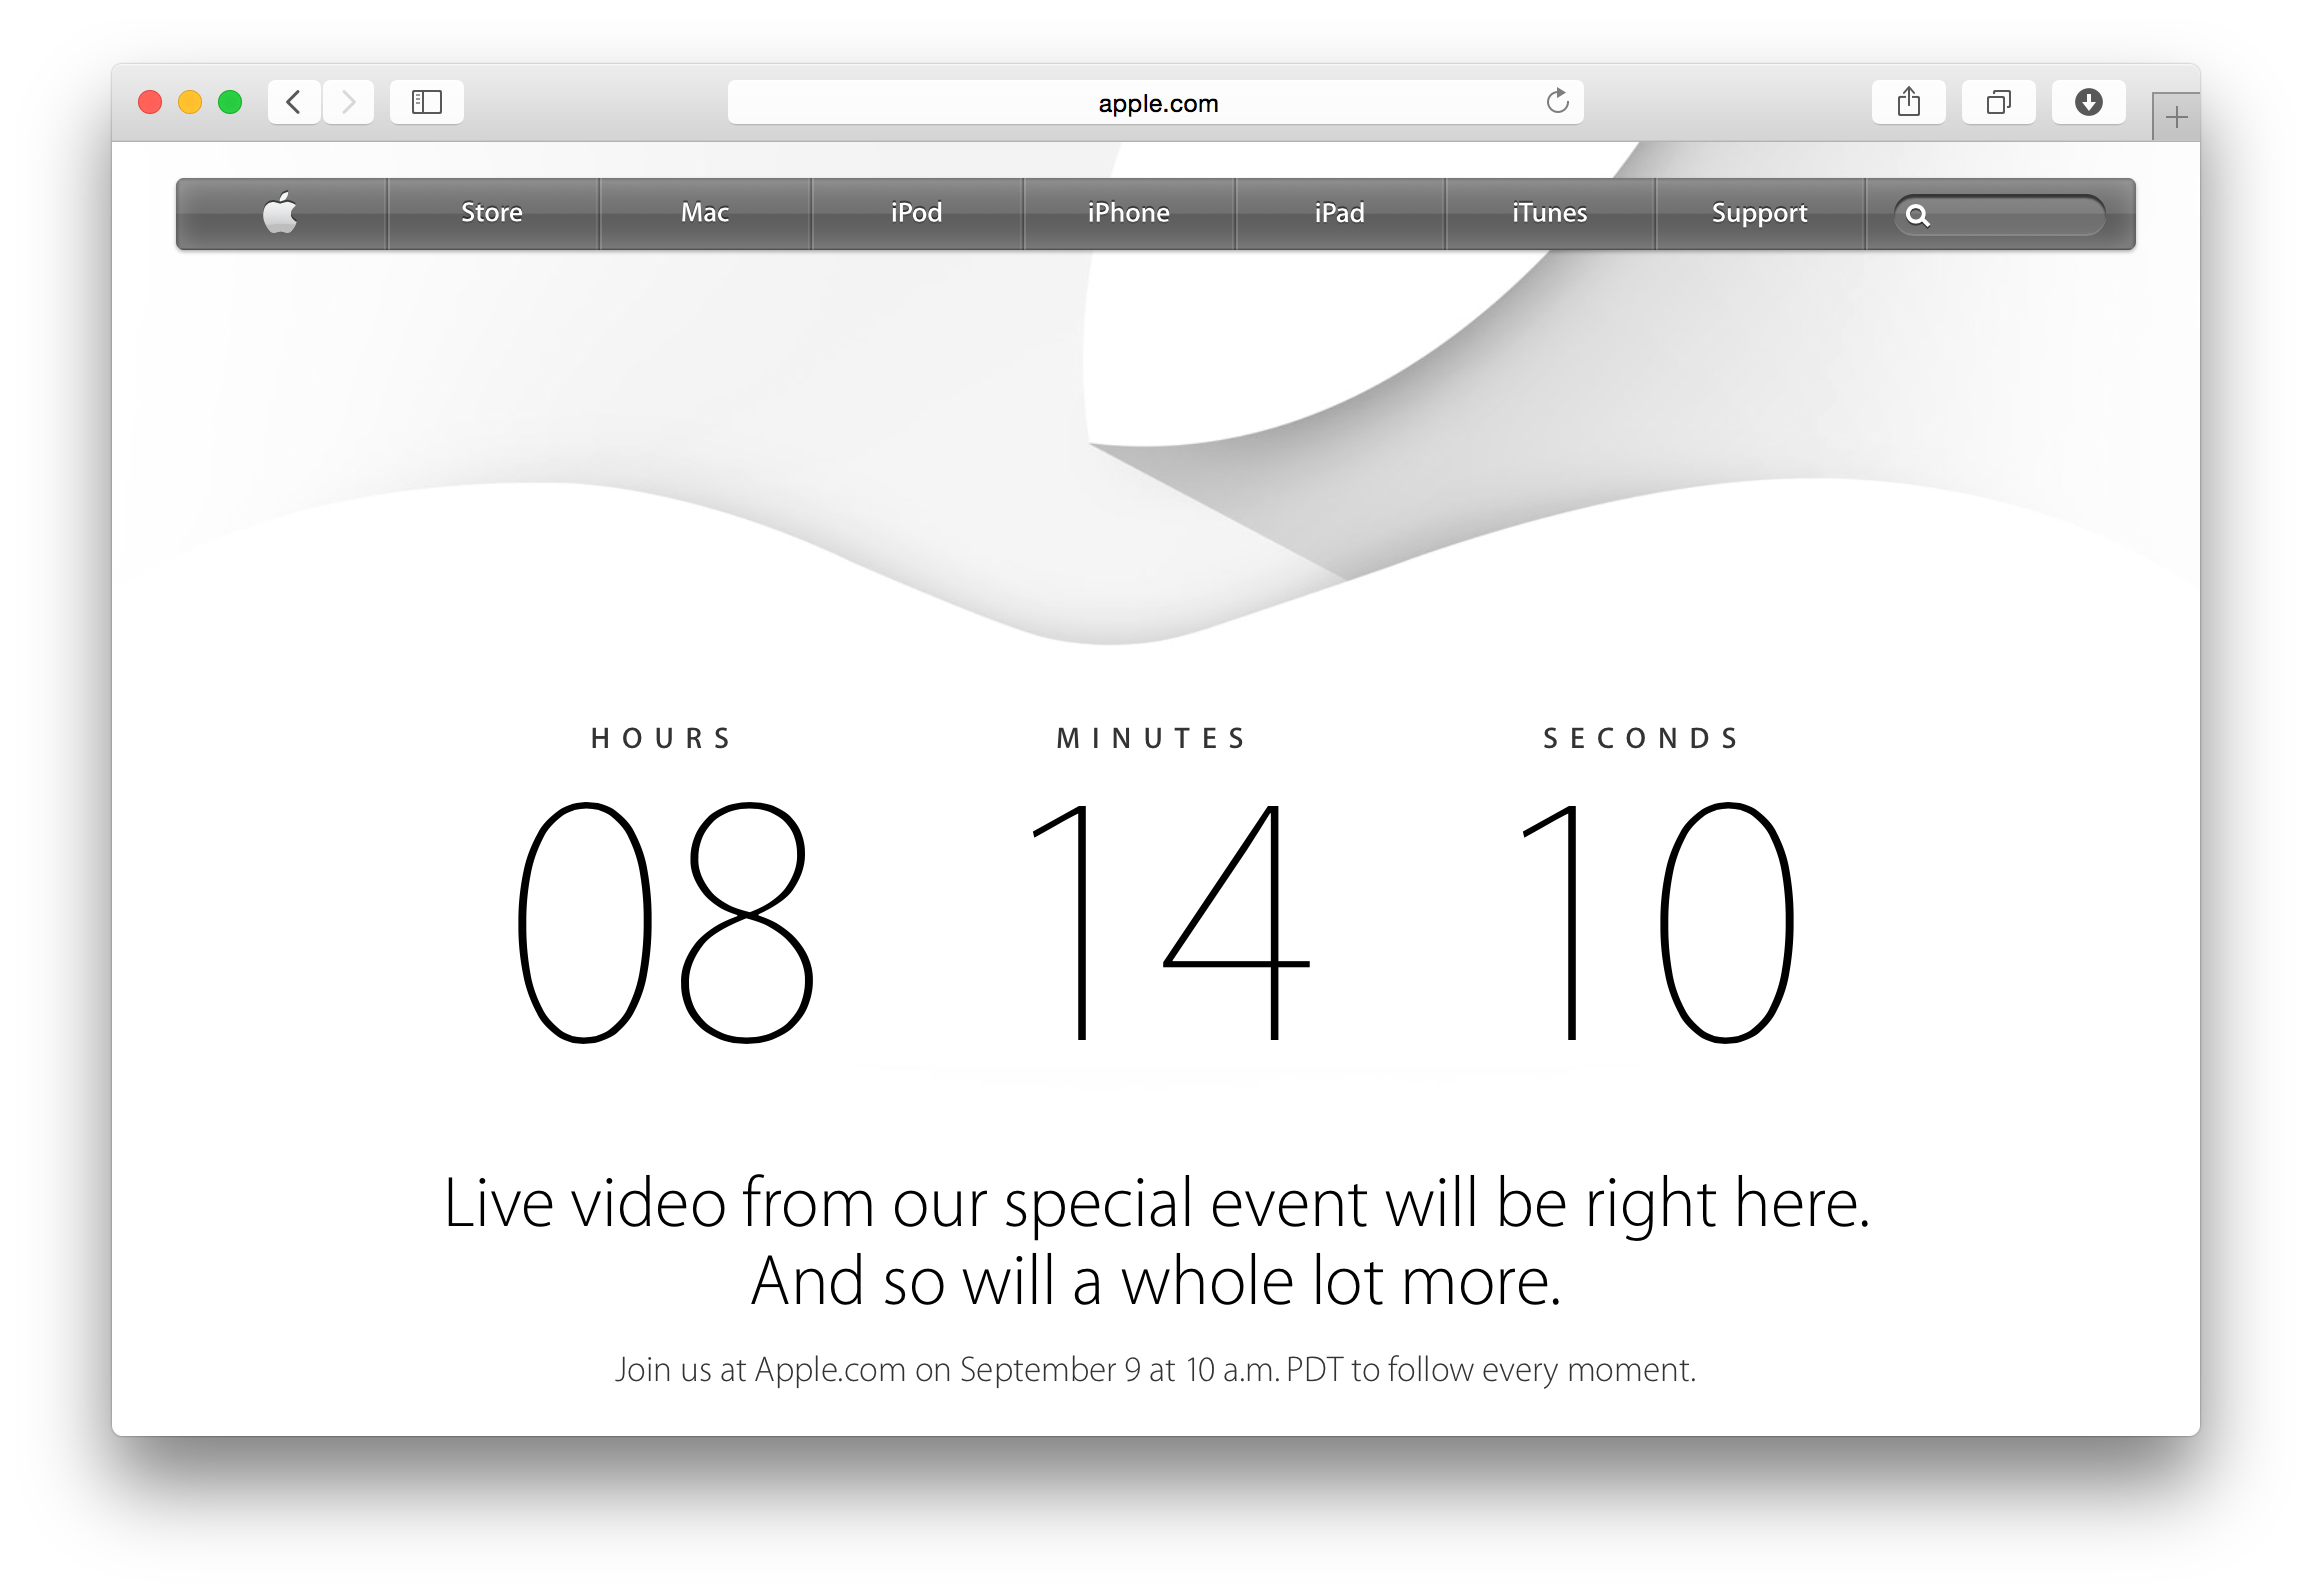 apple.com
Store Mac iPod iPhone iPad iTunes Support
HOURS MINUTES SECONDS
08 14 10
Live video from our special event will be right here.
And so will a whole lot more.
Join us at Apple.com on September 9 at 10 a.m. PDT to follow every moment.